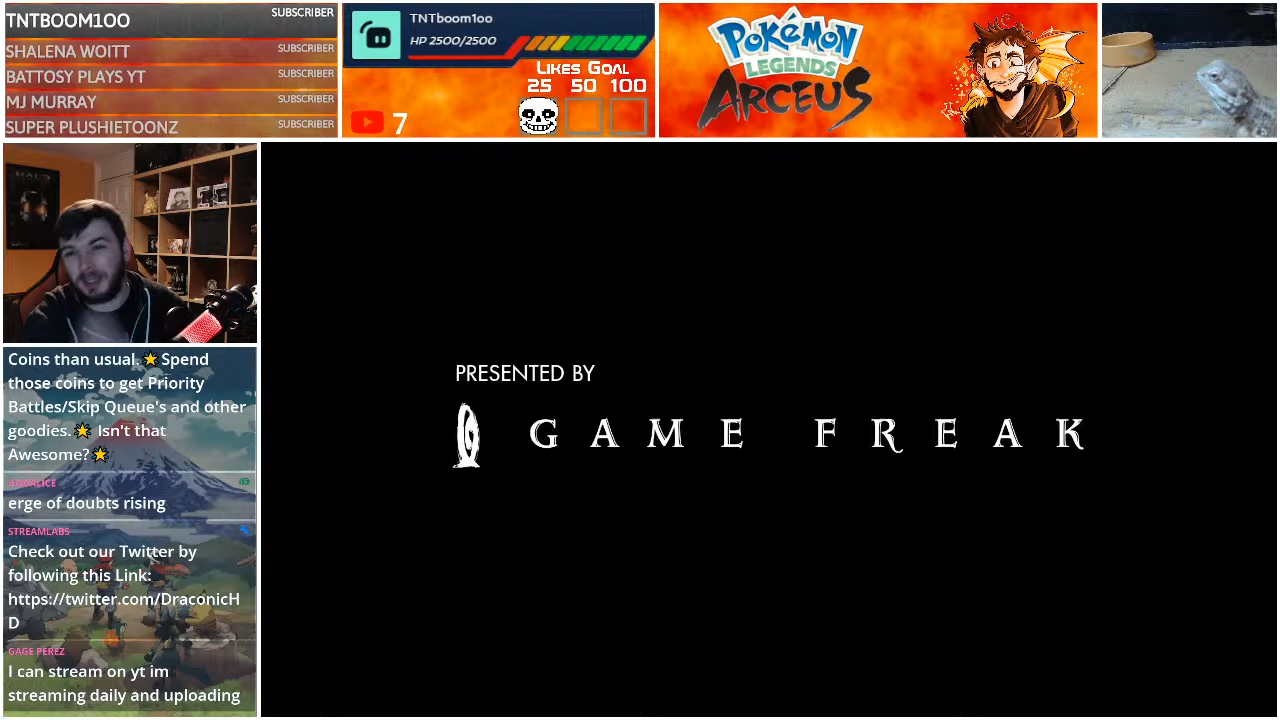 TNTBOOM1OO SUBSCRIBER
SHALENA WOITT SUBSCRIBER
BATTOSY PLAYS YT SUBSCRIBER
MJ MURRAY SUBSCRIBER
SUPER PLUSHIETOONZ SUBSCRIBER
TNTboom1oo
HP 2500/2500
LIKES GOAL
25 50 100
7
POKéMON
LEGENDS
ARCEUS
HALO
PRESENTED BY
GAME FREAK
Coins than usual. Spend
those coins to get Priority
Battles/Skip Queue's and other
goodies. Isn't that
Awesome?
erge of doubts rising
STREAMLABS
Check out our Twitter by
following this Link:
https://twitter.com/DraconicH
D
GAGE PEREZ
I can stream on yt im
streaming daily and uploading